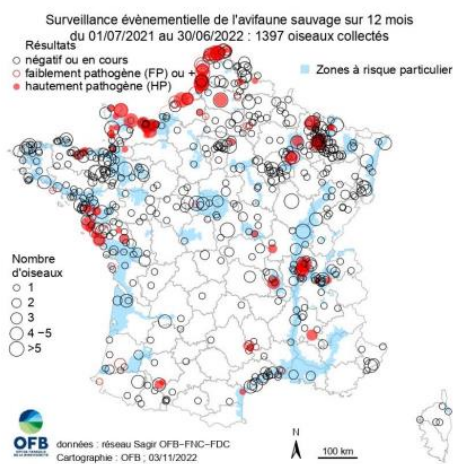 Surveillance évènementielle de l'avifaune sauvage sur 12 mois
du 01/07/2021 au 30/06/2022 : 1397 oiseaux collectés
Résultats
négatif ou en cours
faiblement pathogène (FP) ou +
hautement pathogène (HP)
Zones à risque particulier
Nombre
d'oiseaux
1
2
3
4 −5
>5
OFB
données : réseau Sagir OFB−FNC−FDC
Cartographie : OFB ; 03/11/2022
N
100 km